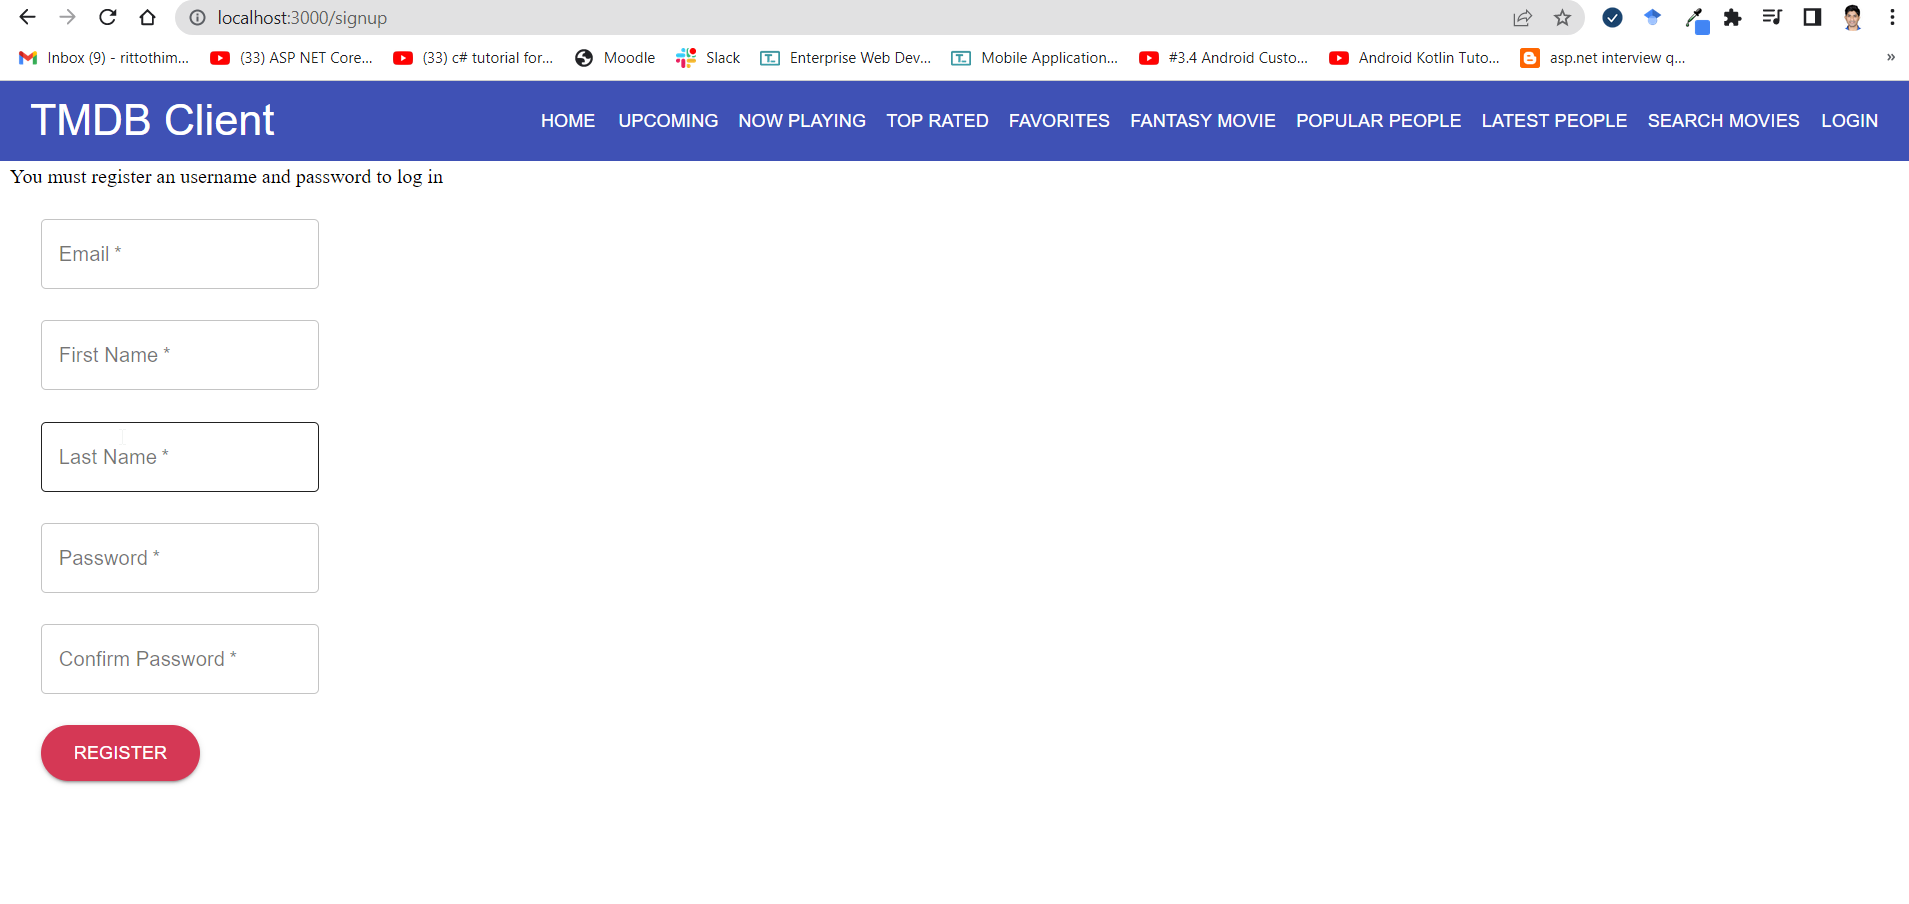 localhost:3000/signup
Inbox (9) - rittothim... (33) ASP NET Core... (33) c# tutorial for... Moodle Slack Enterprise Web Dev... Mobile Application... #3.4 Android Custo... Android Kotlin Tuto... asp.net interview q... »
TMDB Client HOME UPCOMING NOW PLAYING TOP RATED FAVORITES FANTASY MOVIE POPULAR PEOPLE LATEST PEOPLE SEARCH MOVIES LOGIN
You must register an username and password to log in
Email *
First Name *
Last Name *
Password *
Confirm Password *
REGISTER